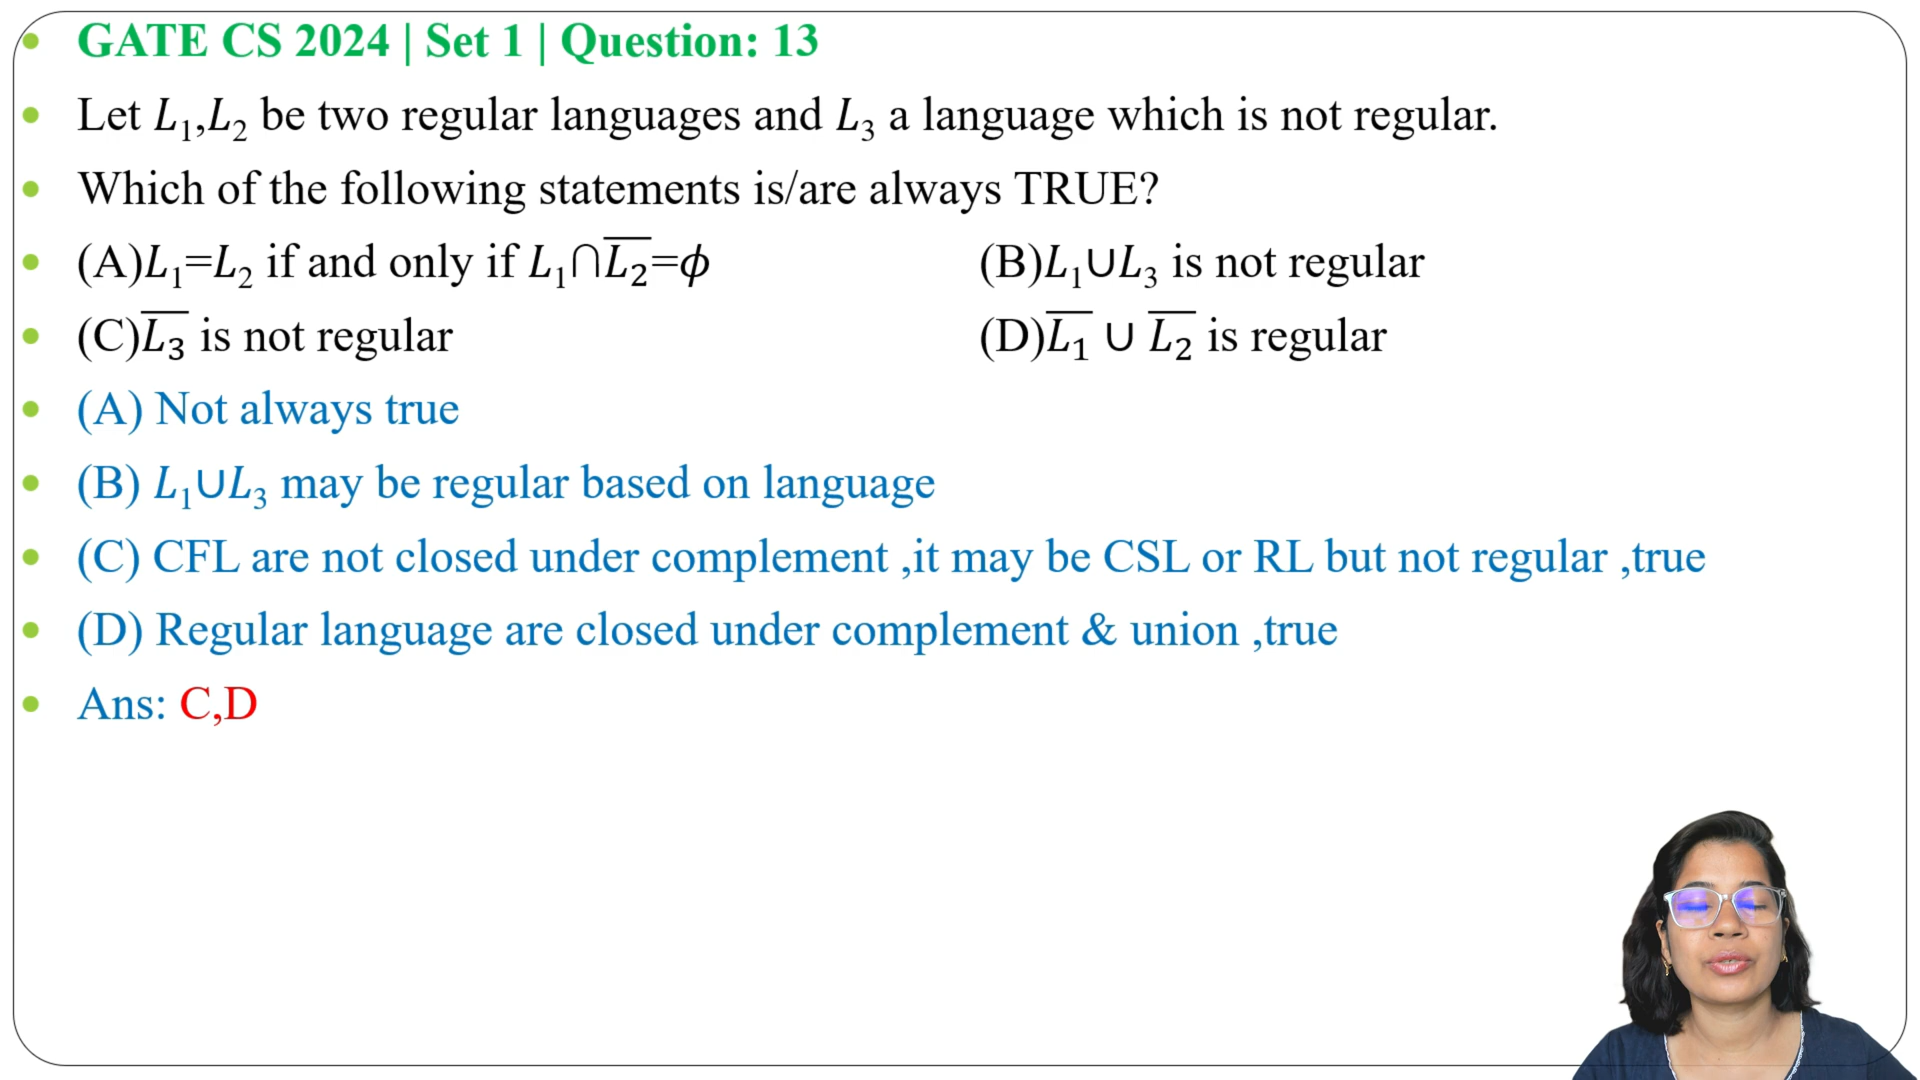 GATE CS 2024 | Set 1 | Question: 13
Let L₁,L₂ be two regular languages and L₃ a language which is not regular.
Which of the following statements is/are always TRUE?
(A)L₁=L₂ if and only if L₁∩L̅₂=ϕ (B)L₁∪L₃ is not regular
(C)L̅₃ is not regular (D)L̅₁ ∪ L̅₂ is regular
(A) Not always true
(B) L₁∪L₃ may be regular based on language
(C) CFL are not closed under complement ,it may be CSL or RL but not regular ,true
(D) Regular language are closed under complement & union ,true
Ans: C,D